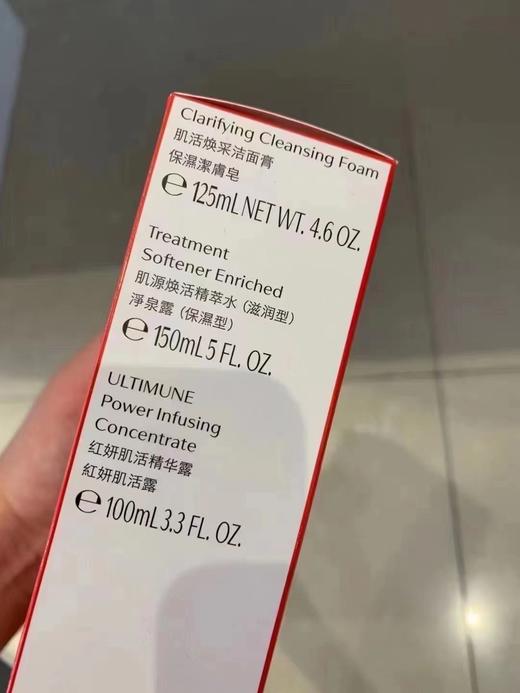 Clarifying Cleansing Foam
肌活焕采洁面膏
保濕潔膚皂
℮ 125mL NET WT. 4.6 OZ.
Treatment
Softener Enriched
肌源焕活精萃水（滋润型）
淨泉露（保濕型）
℮ 150mL 5 FL. OZ.
ULTIMUNE
Power Infusing
Concentrate
红妍肌活精华露
紅妍肌活露
℮ 100mL 3.3 FL. OZ.